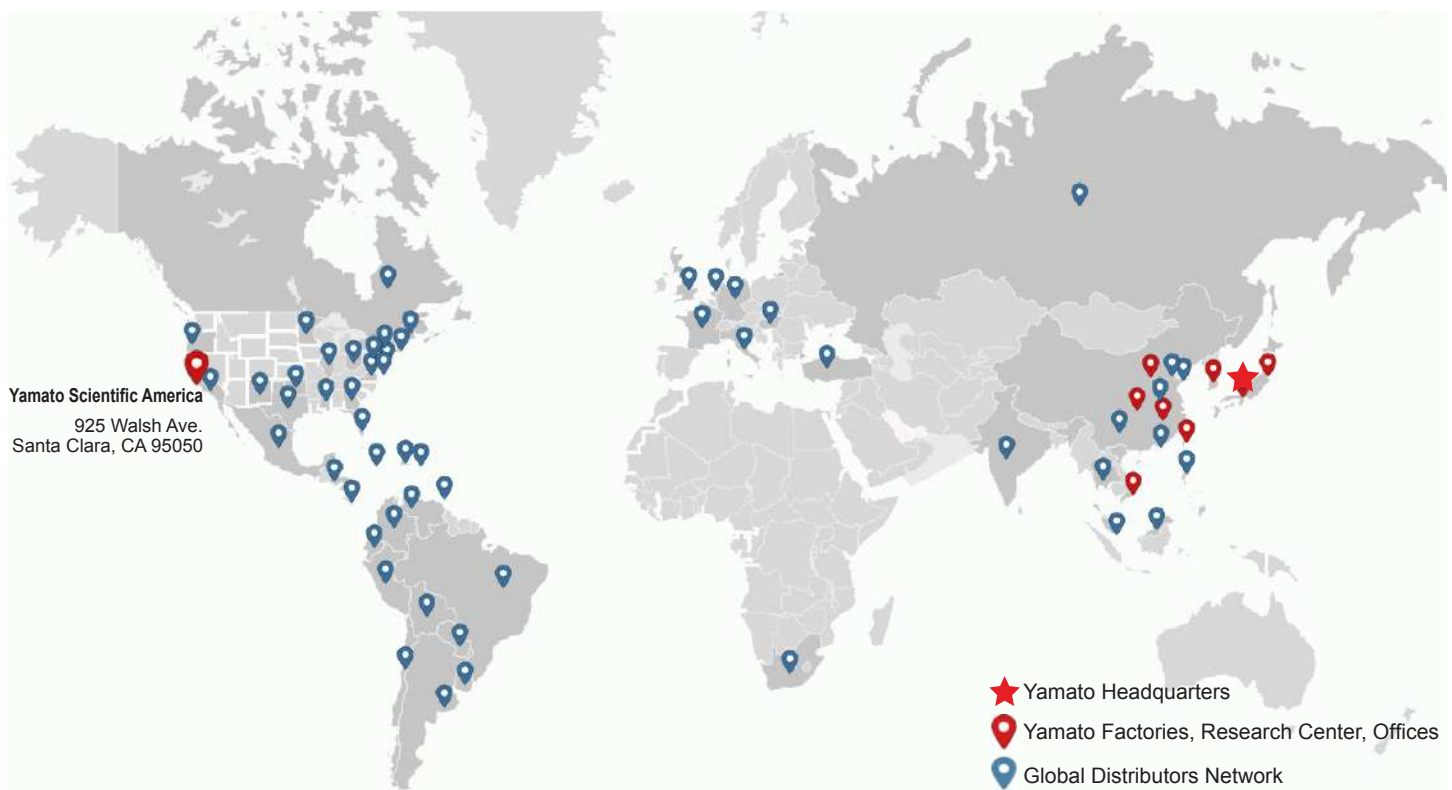 Yamato Scientific America
925 Walsh Ave.
Santa Clara, CA 95050
Yamato Headquarters
Yamato Factories, Research Center, Offices
Global Distributors Network